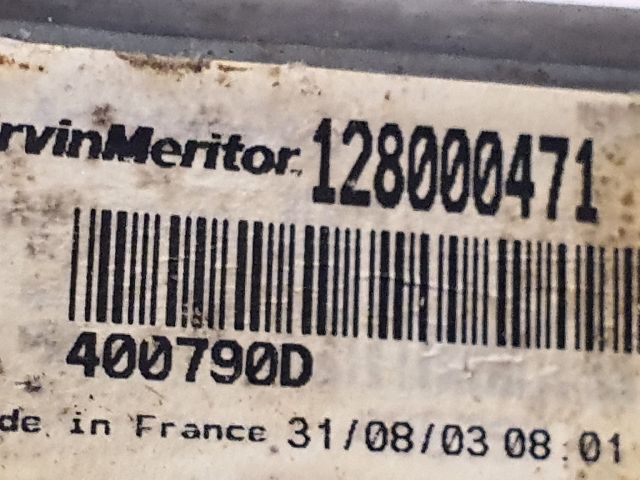 rvinMeritor. 128000471
400790D
de in France 31/08/03 08:01